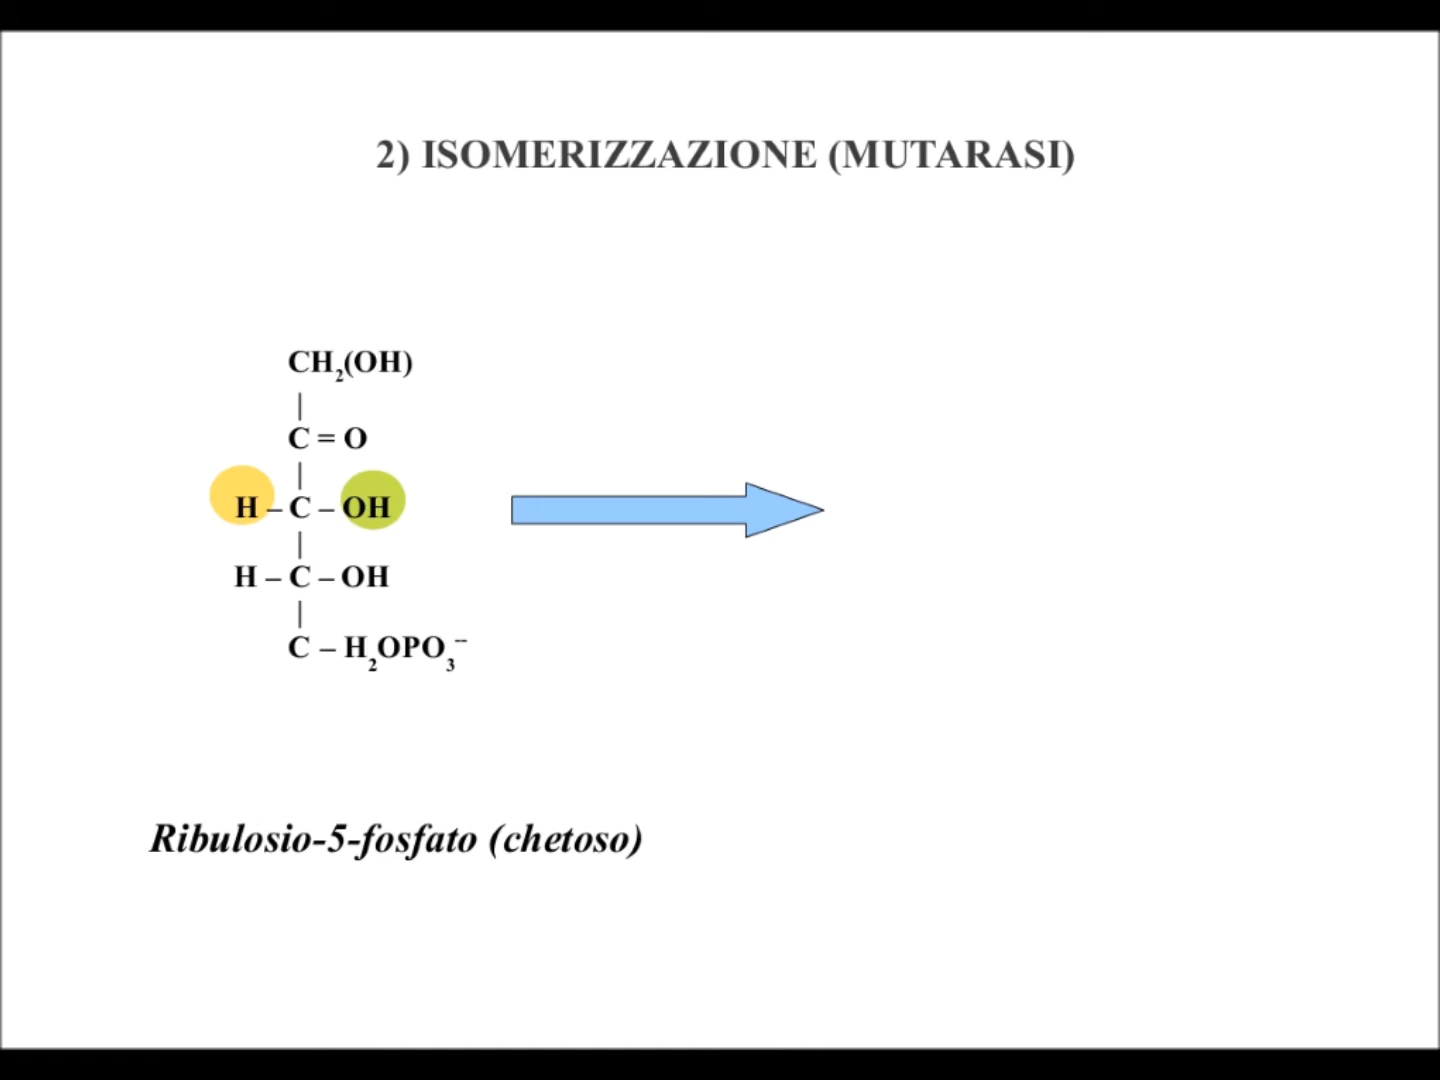 2) ISOMERIZZAZIONE (MUTARASI)
CH₂(OH)
|
C = O
|
H – C – OH
|
H – C – OH
|
C – H₂OPO₃⁻⁻
Ribulosio-5-fosfato (chetoso)